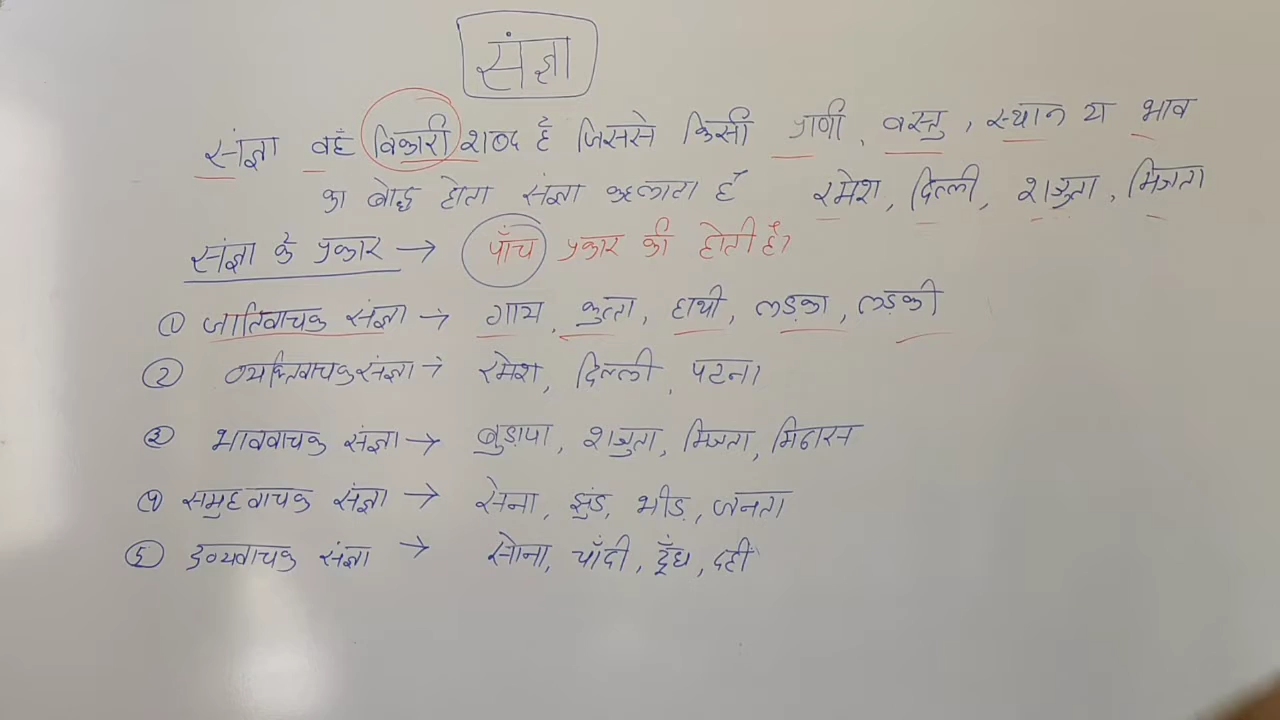 संज्ञा
संज्ञा वहँ विकारी शब्द है जिससे किसी प्राणी, वस्तु, स्थान य भाव
का बोद्ध होता संज्ञा कहलाता है रमेश, दिल्ली, शत्रुता, मित्रता
संज्ञा के प्रकार → पाँच प्रकार की होती है?
① जातिवाचक संज्ञा → गाय, कुत्ता, हाथी, लड़का, लड़की
② व्यक्तिवाचक संज्ञा → रमेश, दिल्ली, पटना
③ भाववाचक संज्ञा → बुड़ापा, शत्रुता, मित्रता, मिठास
④ समुहवाचक संज्ञा → सेना, झुंड, भीड़, जनता
⑤ द्रव्यवाचक संज्ञा → सोना, चाँदी, दूँध, दही